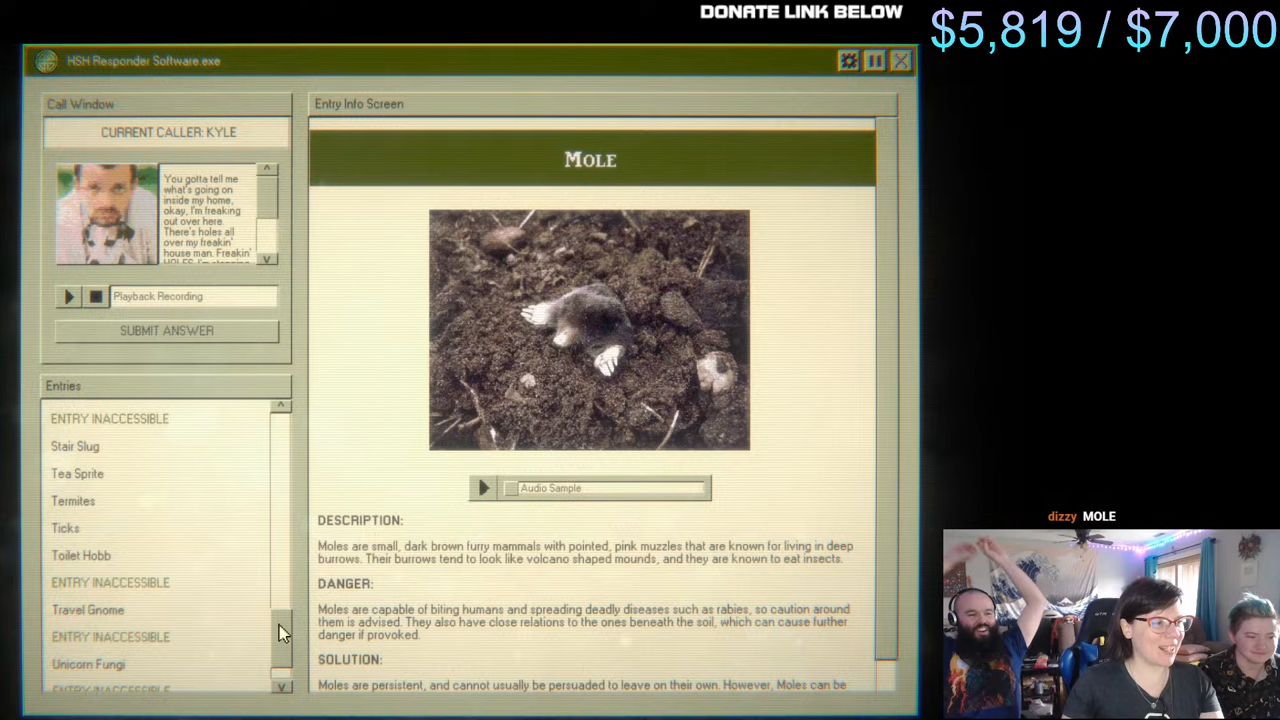 DONATE LINK BELOW
$5,819 / $7,000
HSH Responder Software.exe
Call Window
CURRENT CALLER: KYLE
You gotta tell me
what's going on
inside my home,
okay, I'm freaking
out over here.
There's holes all
over my freakin'
house man. Freakin'
Playback Recording
SUBMIT ANSWER
Entries
ENTRY INACCESSIBLE
Stair Slug
Tea Sprite
Termites
Ticks
Toilet Hobb
ENTRY INACCESSIBLE
Travel Gnome
ENTRY INACCESSIBLE
Unicorn Fungi
ENTRY INACCESSIBLE
Entry Info Screen
MOLE
Audio Sample
DESCRIPTION:
Moles are small, dark brown furry mammals with pointed, pink muzzles that are known for living in deep
burrows. Their burrows tend to look like volcano shaped mounds, and they are known to eat insects.
DANGER:
Moles are capable of biting humans and spreading deadly diseases such as rabies, so caution around
them is advised. They also have close relations to the ones beneath the soil, which can cause further
danger if provoked.
SOLUTION:
Moles are persistent, and cannot usually be persuaded to leave on their own. However, Moles can be
dizzy MOLE